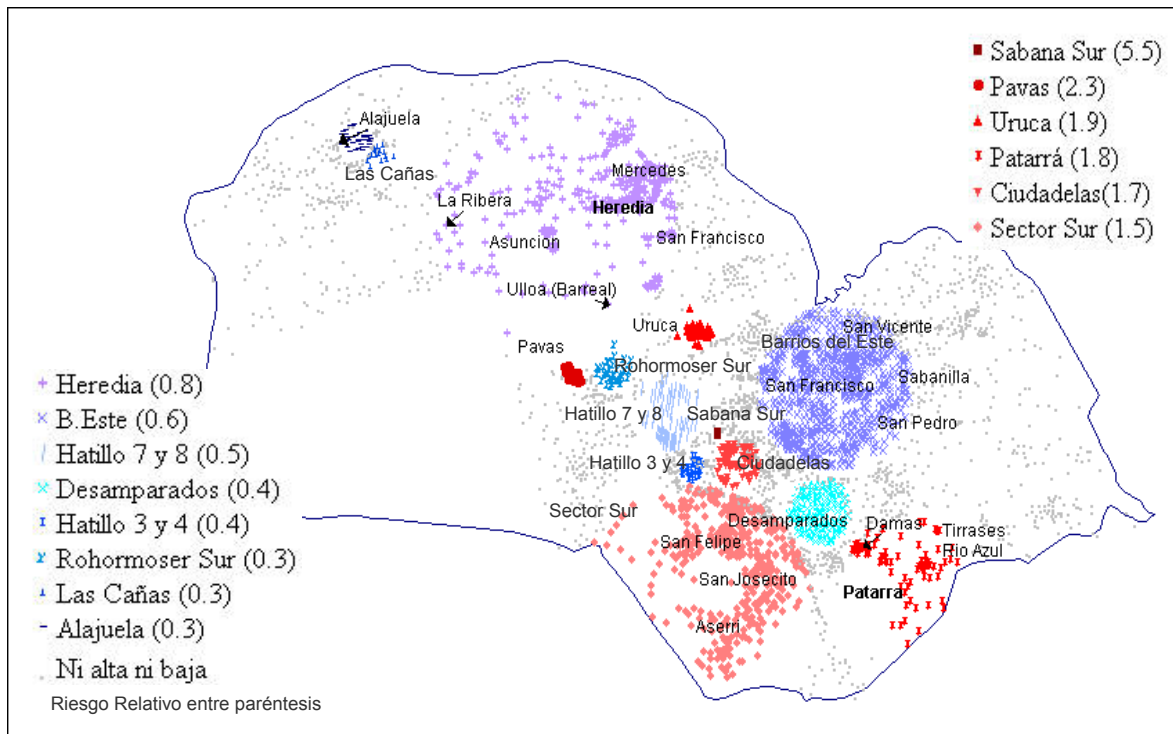 Sabana Sur (5.5)
Pavas (2.3)
Uruca (1.9)
Patarrá (1.8)
Ciudadelas(1.7)
Sector Sur (1.5)
Alajuela
Las Cañas
Mercedes
La Ribera
Heredia
Asuncion
San Francisco
Ulloa (Barreal)
Uruca
San Vicente
Barrios del Este
Pavas
Rohormoser Sur
San Francisco
Sabanilla
Hatillo 7 y 8
Sabana Sur
San Pedro
Hatillo 3 y 4
Ciudadelas
Sector Sur
Desamparados
Damas
Tirrases
San Felipe
Rio Azul
San Josecito
Patarrá
Aserri
Heredia (0.8)
B.Este (0.6)
Hatillo 7 y 8 (0.5)
Desamparados (0.4)
Hatillo 3 y 4 (0.4)
Rohormoser Sur (0.3)
Las Cañas (0.3)
Alajuela (0.3)
Ni alta ni baja
Riesgo Relativo entre paréntesis